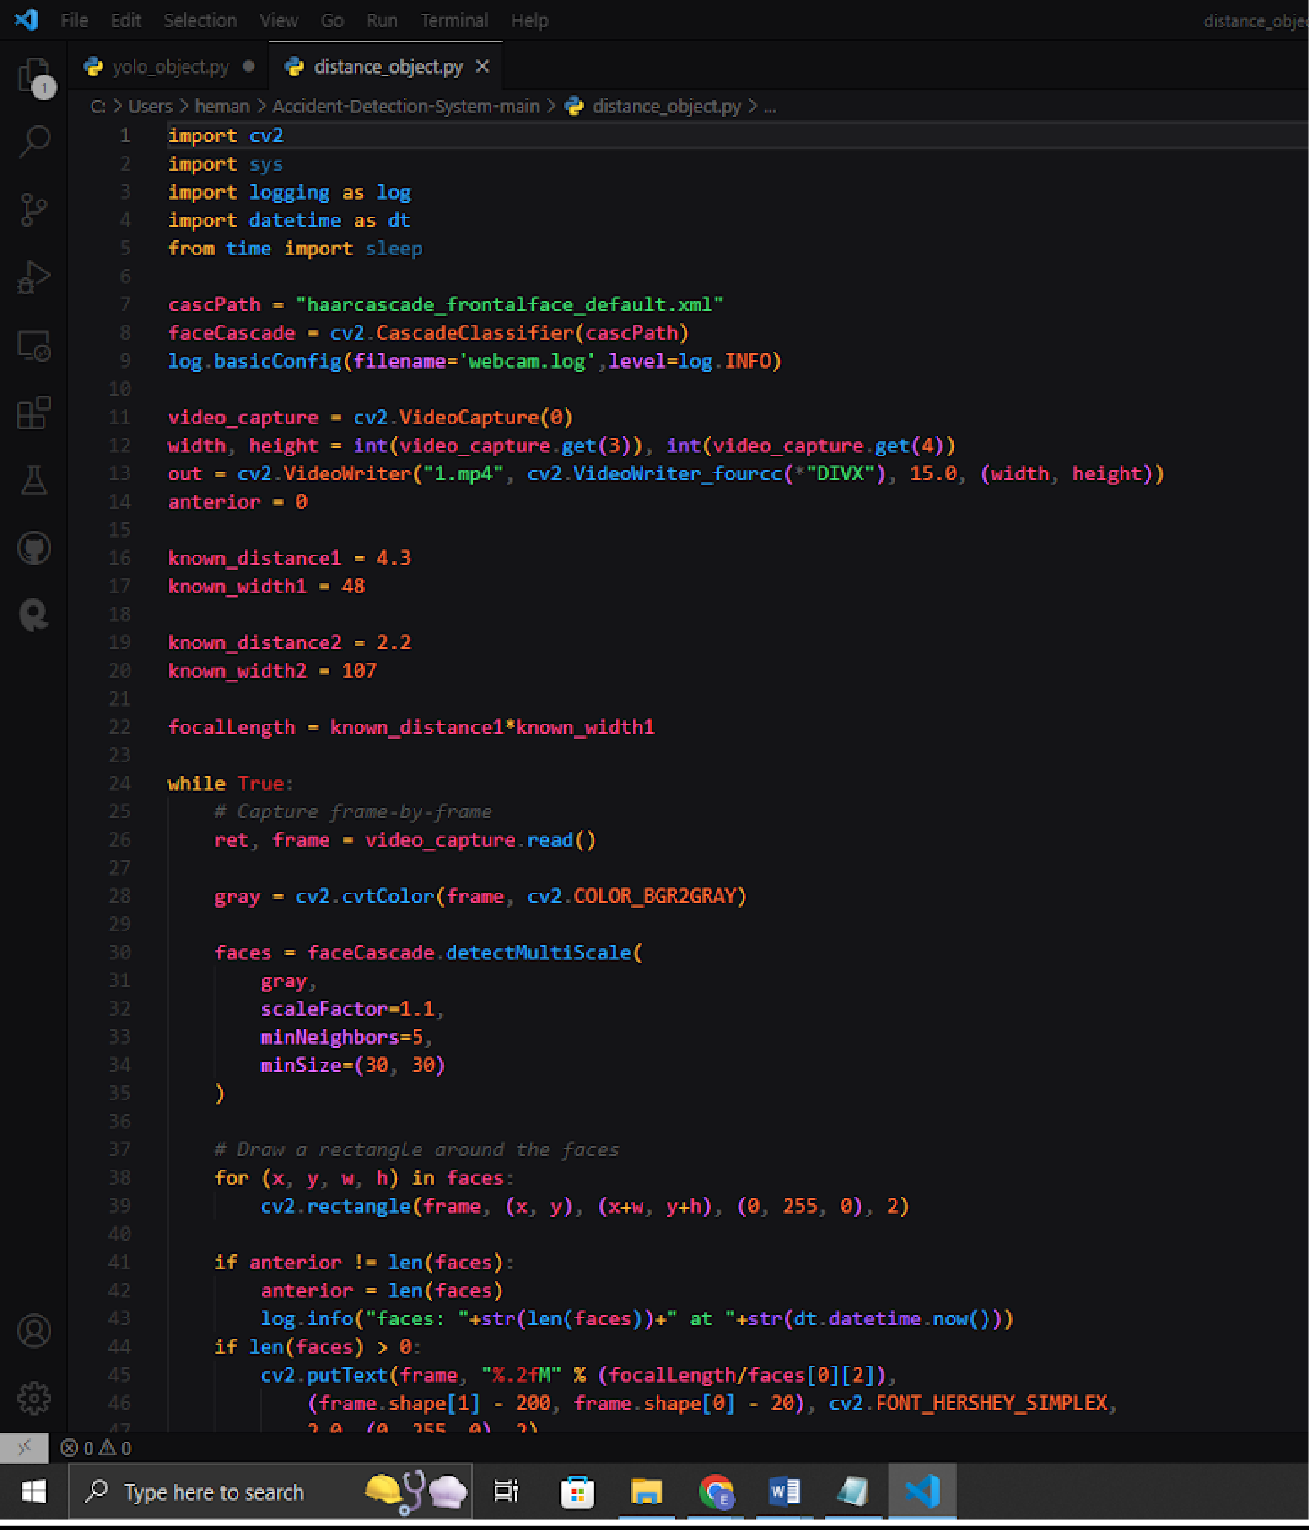 File Edit Selection View Go Run Terminal Help distance_objec
yolo_object.py distance_object.py
1
C: > Users > heman > Accident-Detection-System-main > distance_object.py > ...
1 import cv2
2 import sys
3 import logging as log
4 import datetime as dt
5 from time import sleep
6
7 cascPath = "haarcascade_frontalface_default.xml"
8 faceCascade = cv2.CascadeClassifier(cascPath)
9 log.basicConfig(filename='webcam.log',level=log.INFO)
10
11 video_capture = cv2.VideoCapture(0)
12 width, height = int(video_capture.get(3)), int(video_capture.get(4))
13 out = cv2.VideoWriter("1.mp4", cv2.VideoWriter_fourcc(*"DIVX"), 15.0, (width, height))
14 anterior = 0
15
16 known_distance1 = 4.3
17 known_width1 = 48
18
19 known_distance2 = 2.2
20 known_width2 = 107
21
22 focalLength = known_distance1*known_width1
23
24 while True:
25 # Capture frame-by-frame
26 ret, frame = video_capture.read()
27
28 gray = cv2.cvtColor(frame, cv2.COLOR_BGR2GRAY)
29
30 faces = faceCascade.detectMultiScale(
31 gray,
32 scaleFactor=1.1,
33 minNeighbors=5,
34 minSize=(30, 30)
35 )
36
37 # Draw a rectangle around the faces
38 for (x, y, w, h) in faces:
39 cv2.rectangle(frame, (x, y), (x+w, y+h), (0, 255, 0), 2)
40
41 if anterior != len(faces):
42 anterior = len(faces)
43 log.info("faces: "+str(len(faces))+" at "+str(dt.datetime.now()))
44 if len(faces) > 0:
45 cv2.putText(frame, "%.2fM" % (focalLength/faces[0][2]),
46 (frame.shape[1] - 200, frame.shape[0] - 20), cv2.FONT_HERSHEY_SIMPLEX,
47 2.0, (0, 255, 0), 2)
0 0
Type here to search